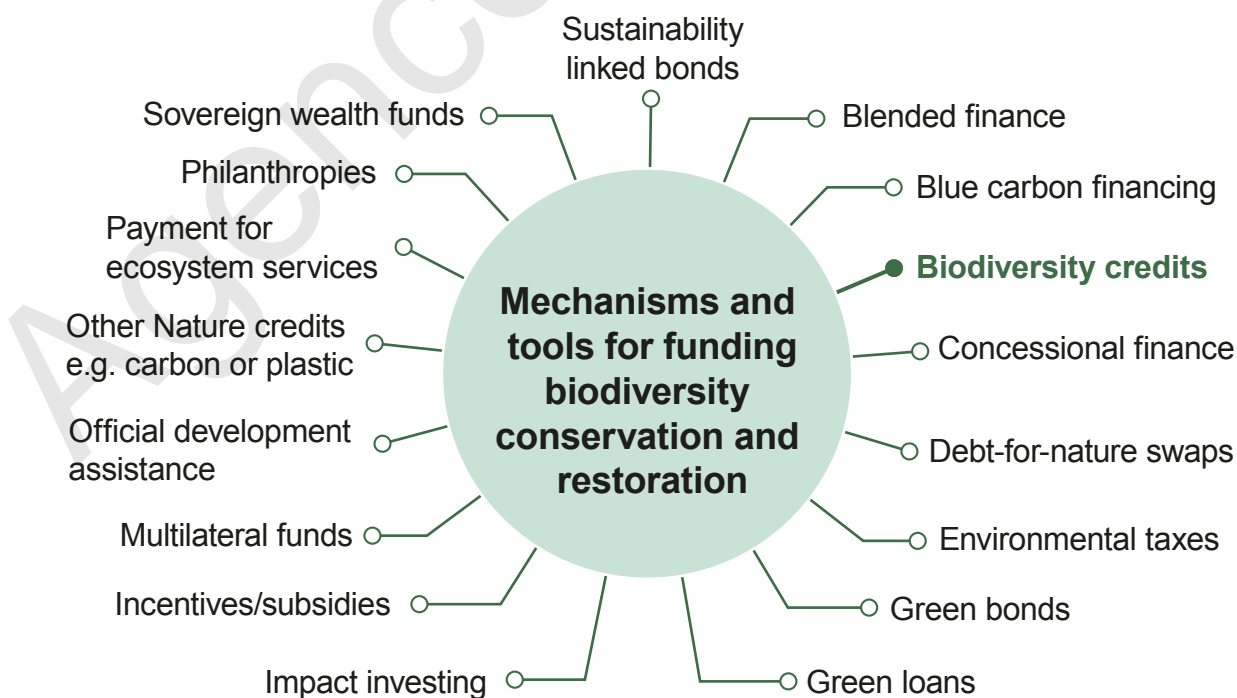 Sustainability
linked bonds
Blended finance
Blue carbon financing
Biodiversity credits
Concessional finance
Debt-for-nature swaps
Environmental taxes
Green bonds
Green loans
Impact investing
Incentives/subsidies
Multilateral funds
Official development
assistance
Other Nature credits
e.g. carbon or plastic
Payment for
ecosystem services
Philanthropies
Sovereign wealth funds
Mechanisms and
tools for funding
biodiversity
conservation and
restoration
Agenc